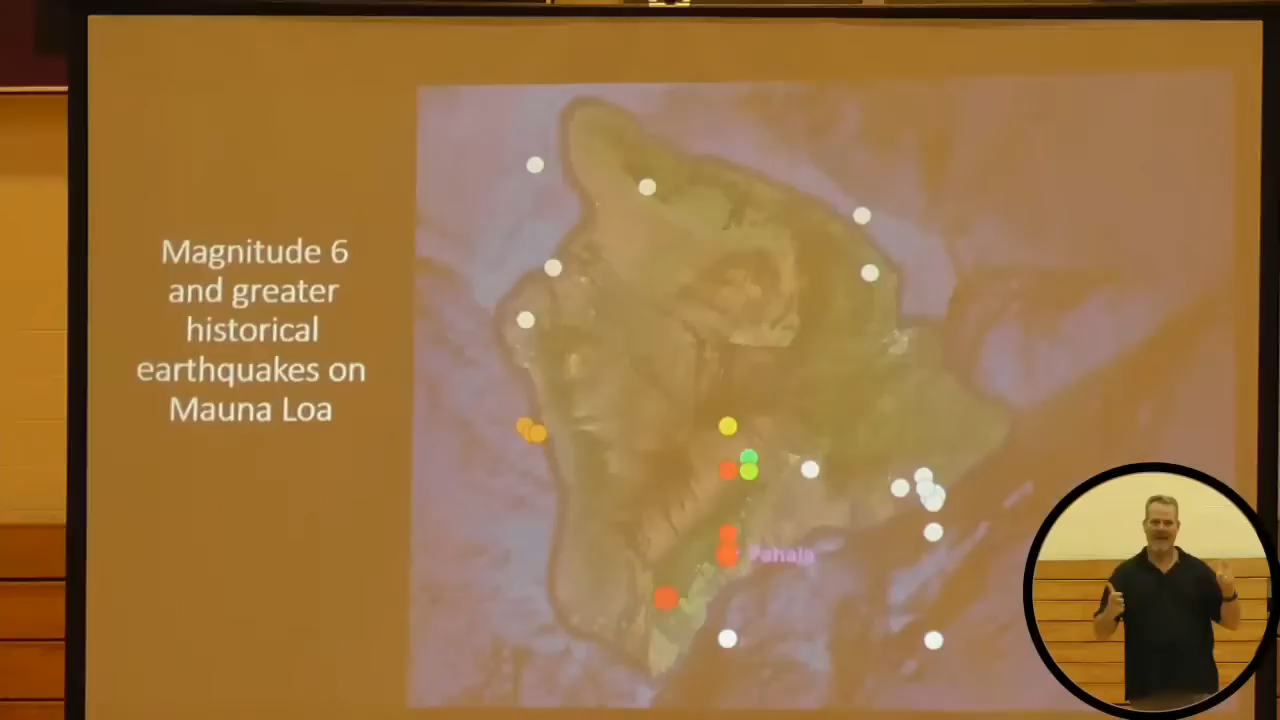 Magnitude 6
and greater
historical
earthquakes on
Mauna Loa
Pahala